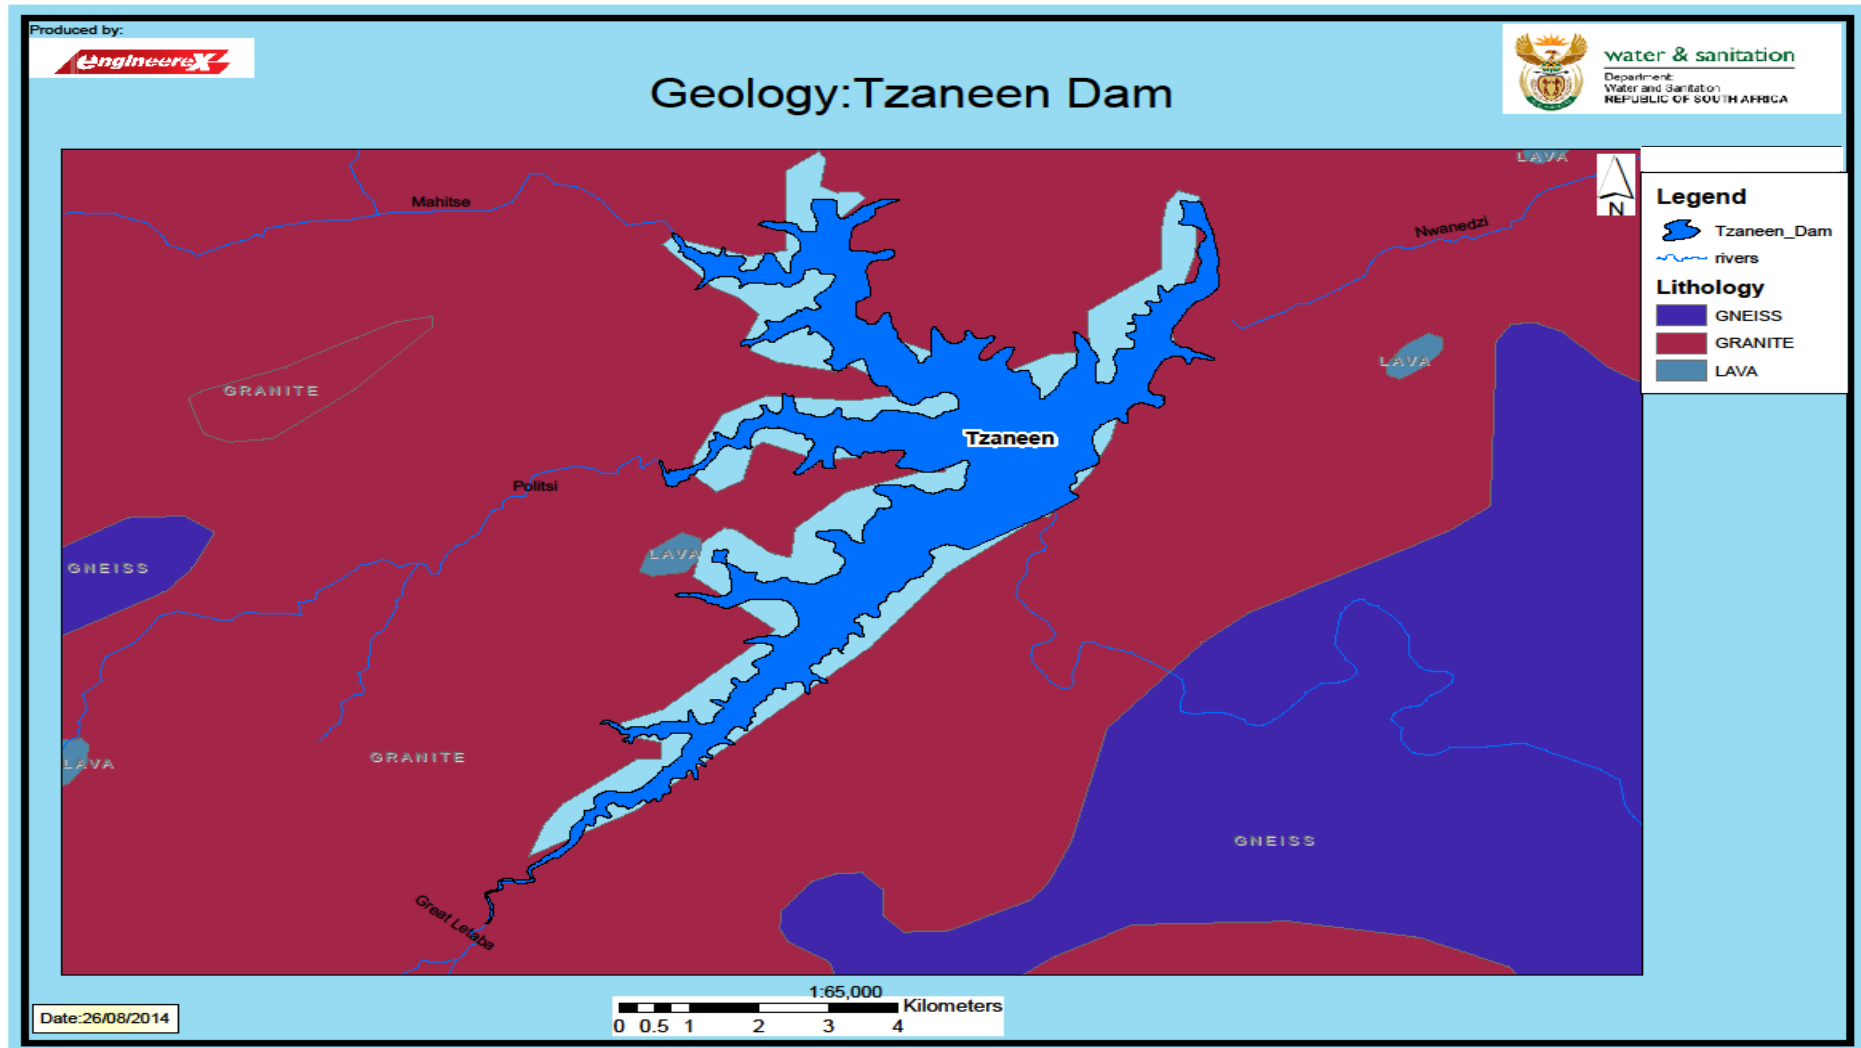 Produced by:
engineereX
water & sanitation
Department:
Water and Sanitation
REPUBLIC OF SOUTH AFRICA
Geology:Tzaneen Dam
LAVA
N
Mahitse
Nwanedzi
LAVA
GRANITE
Tzaneen
Politsi
LAVA
GNEISS
LAVA
GRANITE
GNEISS
Great Letaba
Legend
Tzaneen_Dam
rivers
Lithology
GNEISS
GRANITE
LAVA
Date:26/08/2014
1:65,000
Kilometers
0 0.5 1 2 3 4